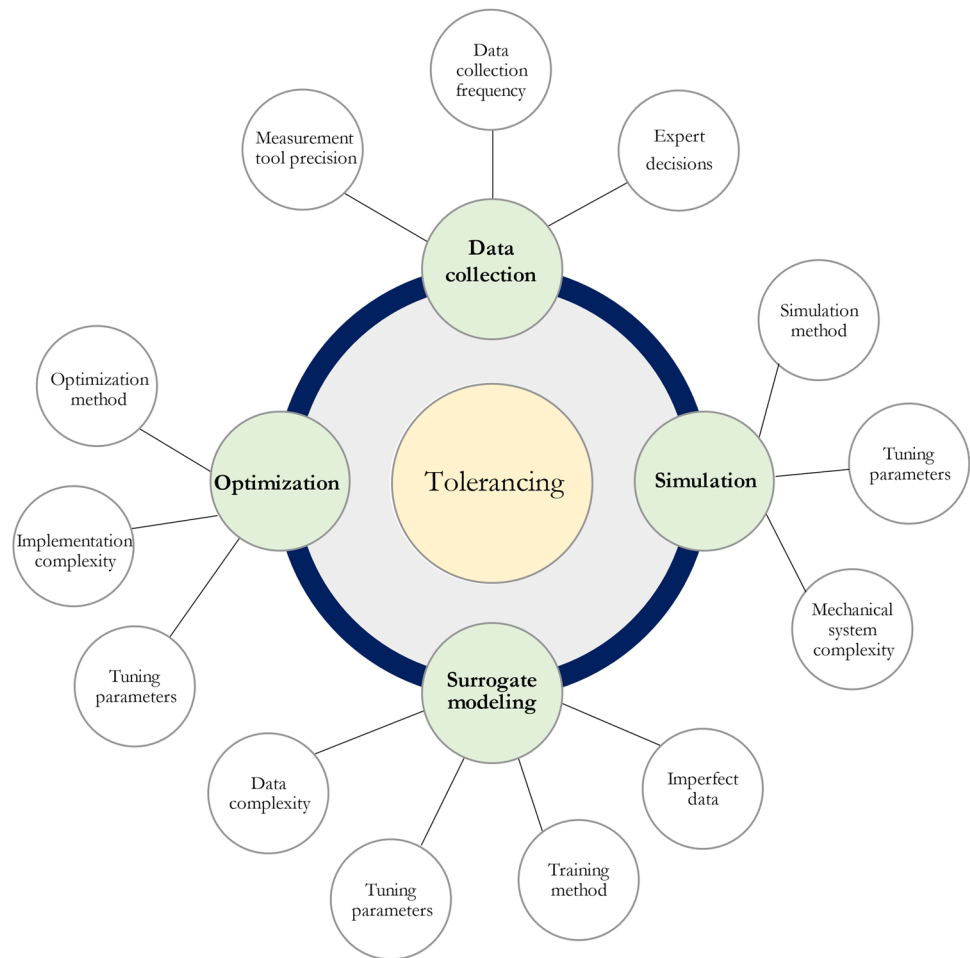 Data
collection
frequency
Measurement
tool precision
Expert
decisions
Data
collection
Simulation
method
Optimization
method
Tuning
parameters
Optimization
Tolerancing
Simulation
Implementation
complexity
Mechanical
system
complexity
Tuning
parameters
Surrogate
modeling
Data
complexity
Imperfect
data
Tuning
parameters
Training
method